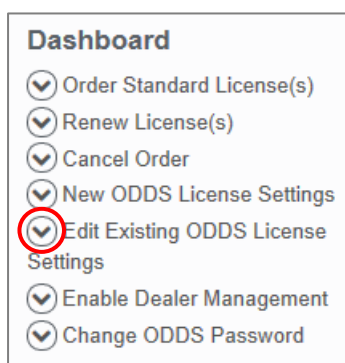 Dashboard
Order Standard License(s)
Renew License(s)
Cancel Order
New ODDS License Settings
Edit Existing ODDS License
Settings
Enable Dealer Management
Change ODDS Password